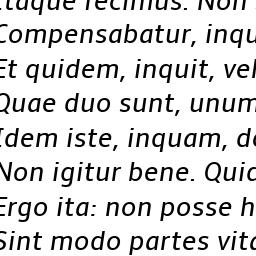 Itaque fecimus. Non
Compensabatur, inqu
Et quidem, inquit, vel
Quae duo sunt, unum
Idem iste, inquam, d
Non igitur bene. Quid
Ergo ita: non posse h
Sint modo partes vita